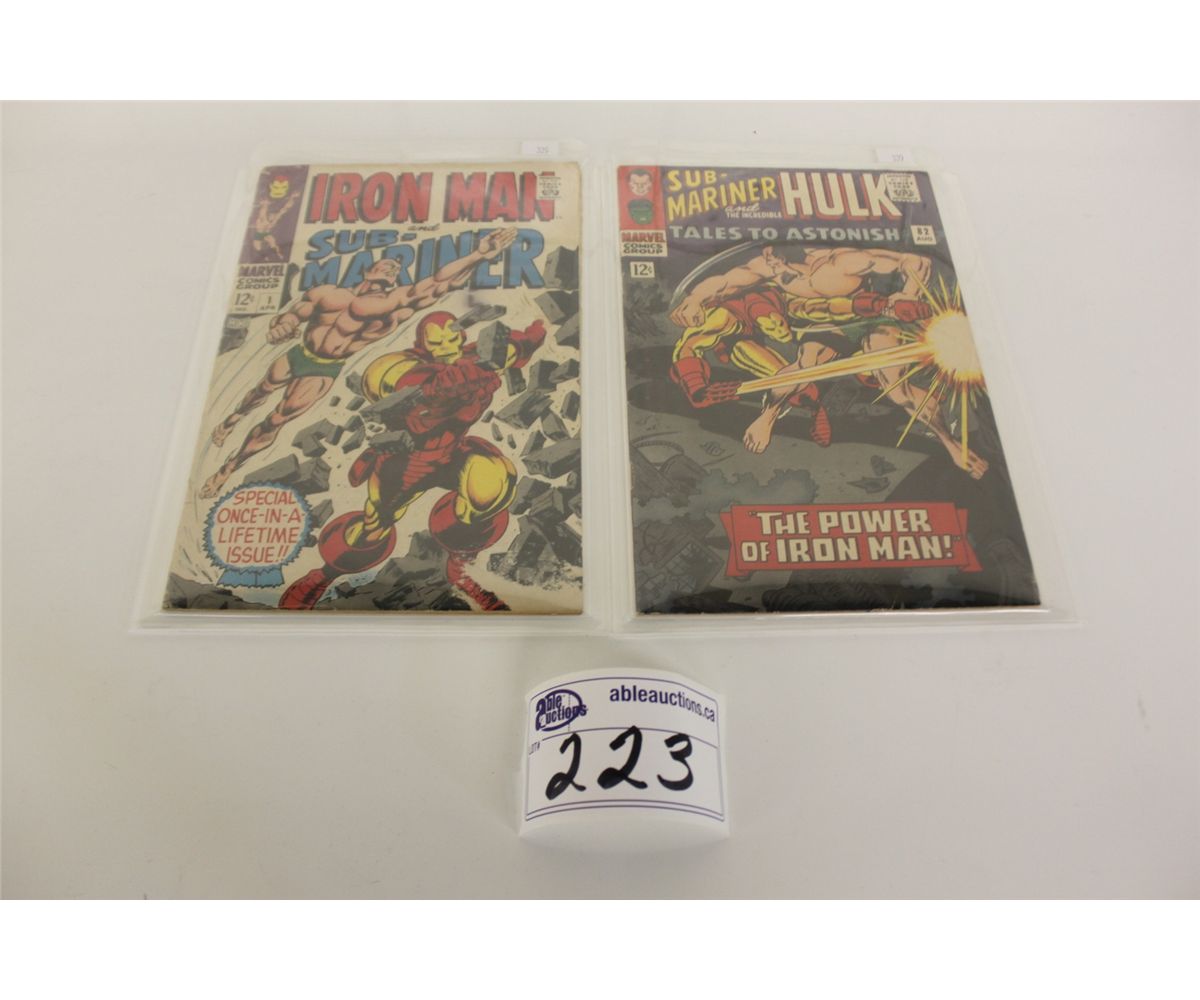 IRON MAN
and
SUB-
MARINER
MARVEL
COMICS
GROUP
12¢
1
APR
SPECIAL
ONCE-IN-A-
LIFETIME
ISSUE!!
SUB-
MARINER
and
THE INCREDIBLE
HULK
TALES TO ASTONISH
MARVEL
COMICS
GROUP
12¢
82
AUG
"THE POWER
OF IRON MAN!"
able
auctions
ableauctions.ca
LOT#
223